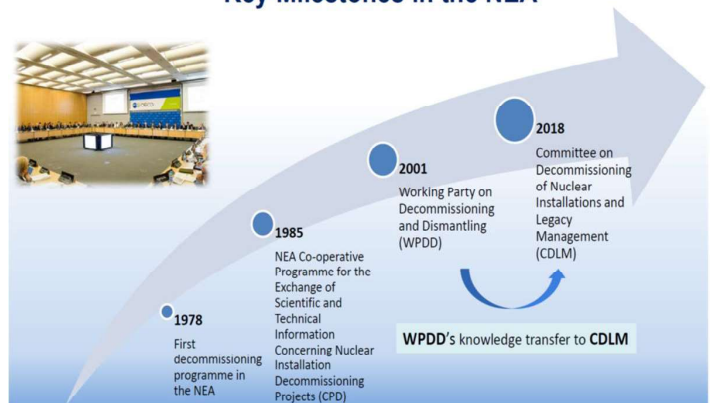 Key Milestones in the NEA
1978
First
decommissioning
programme in
the NEA
1985
NEA Co-operative
Programme for the
Exchange of
Scientific and
Technical
Information
Concerning Nuclear
Installation
Decommissioning
Projects (CPD)
2001
Working Party on
Decommissioning
and Dismantling
(WPDD)
2018
Committee on
Decommissioning
of Nuclear
Installations and
Legacy
Management
(CDLM)
WPDD's knowledge transfer to CDLM